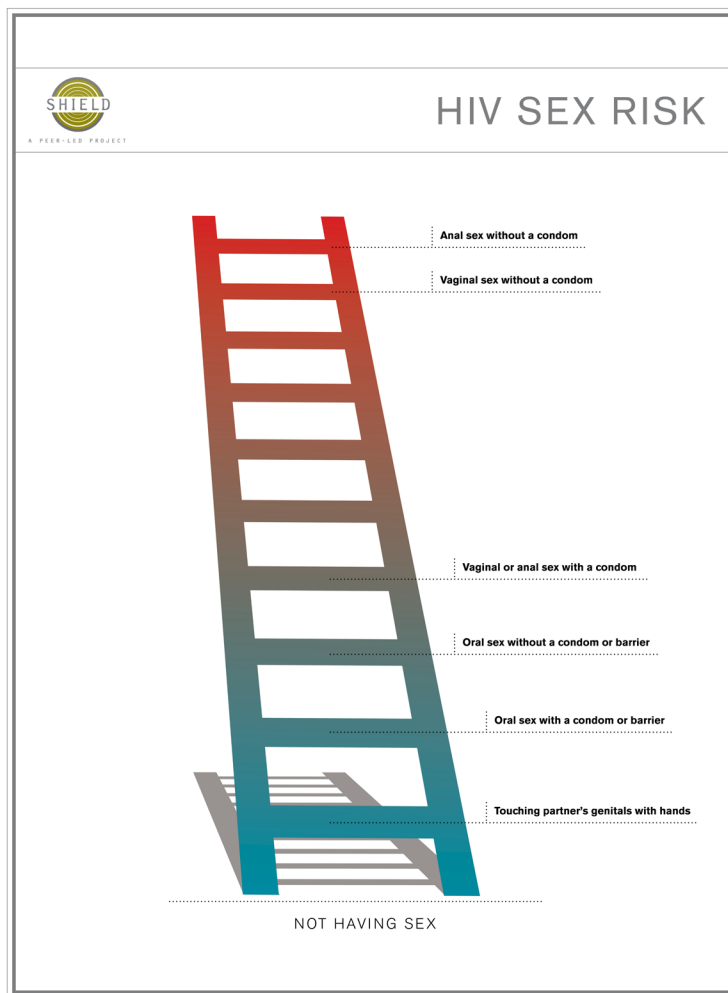 SHIELD
A PEER-LED PROJECT
HIV SEX RISK
Anal sex without a condom
Vaginal sex without a condom
Vaginal or anal sex with a condom
Oral sex without a condom or barrier
Oral sex with a condom or barrier
Touching partner's genitals with hands
NOT HAVING SEX